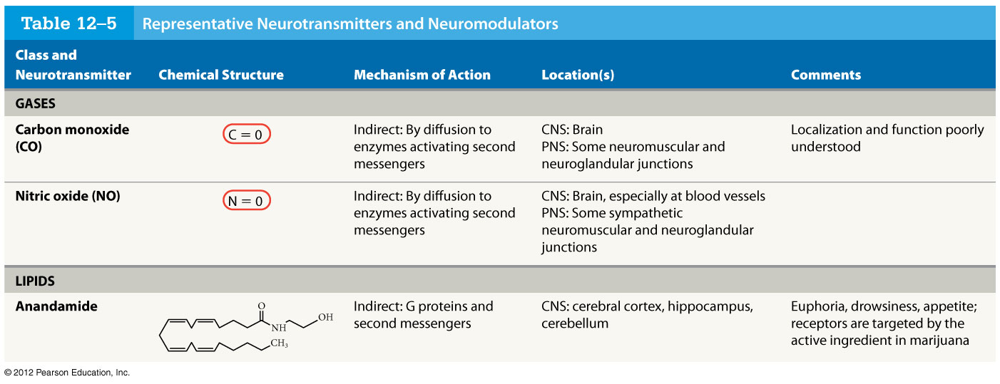 Table 12–5 Representative Neurotransmitters and Neuromodulators
Class and
Neurotransmitter Chemical Structure Mechanism of Action Location(s) Comments
GASES
Carbon monoxide
(CO)
C = 0
Indirect: By diffusion to
enzymes activating second
messengers
CNS: Brain
PNS: Some neuromuscular and
neuroglandular junctions
Localization and function poorly
understood
Nitric oxide (NO)
N = 0
Indirect: By diffusion to
enzymes activating second
messengers
CNS: Brain, especially at blood vessels
PNS: Some sympathetic
neuromuscular and neuroglandular
junctions
LIPIDS
Anandamide
O
OH
NH
CH₃
Indirect: G proteins and
second messengers
CNS: cerebral cortex, hippocampus,
cerebellum
Euphoria, drowsiness, appetite;
receptors are targeted by the
active ingredient in marijuana
© 2012 Pearson Education, Inc.